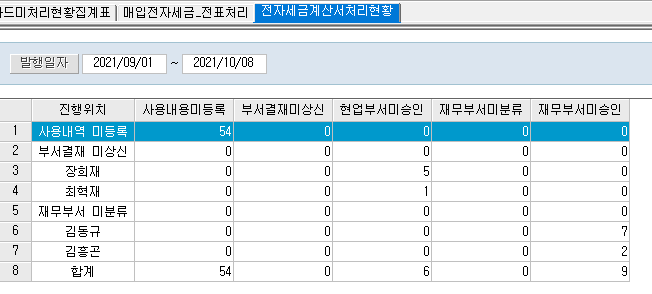 드미처리현황집계표 매입전자세금_전표처리 전자세금계산서처리현황
발행일자 2021/09/01 ~ 2021/10/08
진행위치 사용내용미등록 부서결재미상신 현업부서미승인 재무부서미분류 재무부서미승인
1 사용내역 미등록 54 0 0 0 0
2 부서결재 미상신 0 0 0 0 0
3 장희재 0 0 5 0 0
4 최혁재 0 0 1 0 0
5 재무부서 미분류 0 0 0 0 0
6 김동규 0 0 0 0 7
7 김흥곤 0 0 0 0 2
8 합계 54 0 6 0 9